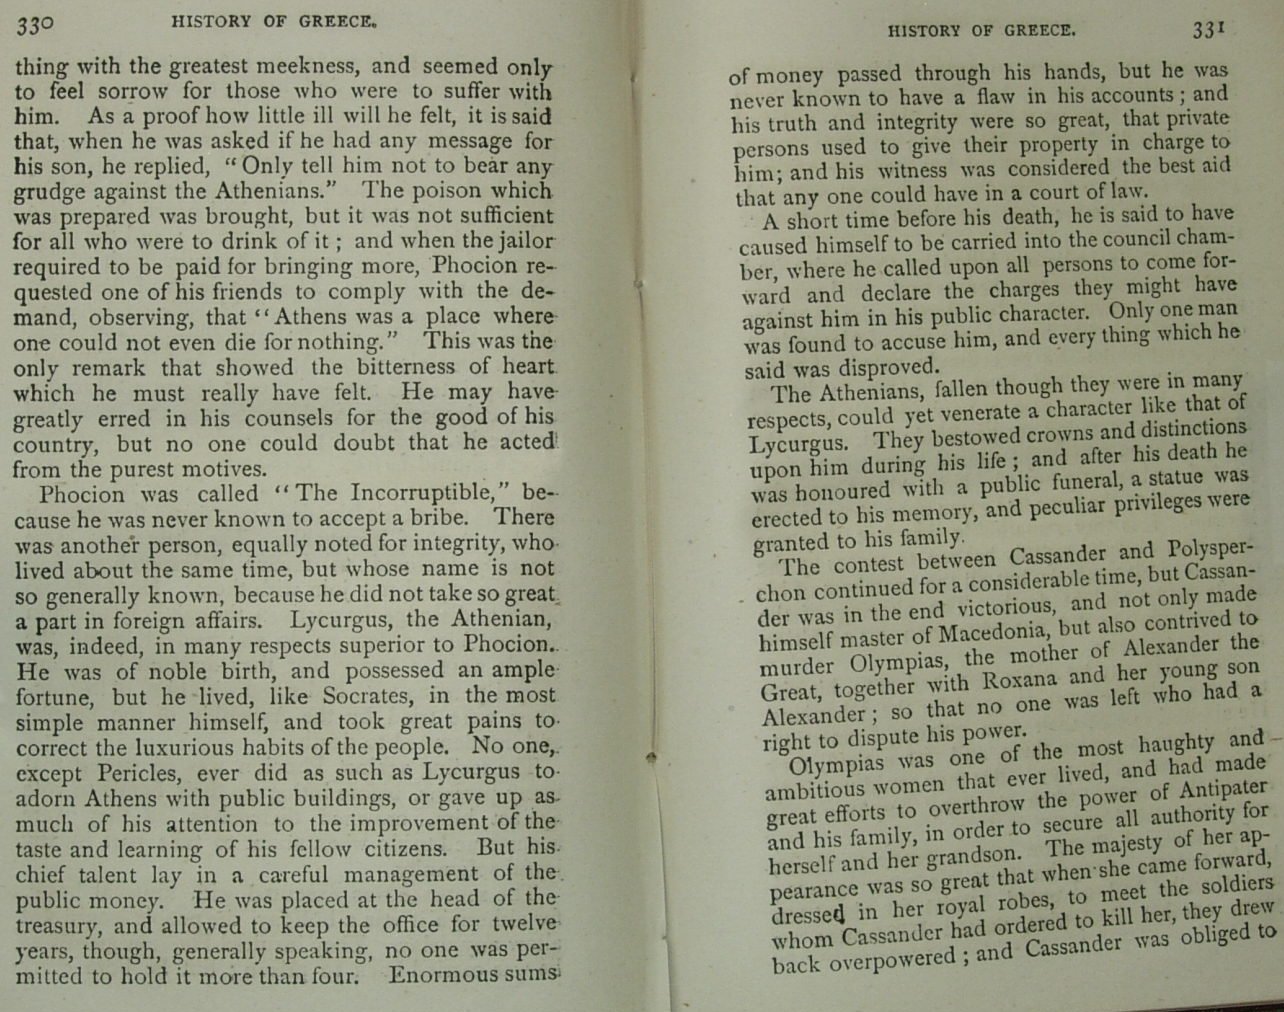 330 HISTORY OF GREECE.
thing with the greatest meekness, and seemed only
to feel sorrow for those who were to suffer with
him. As a proof how little ill will he felt, it is said
that, when he was asked if he had any message for
his son, he replied, “Only tell him not to bear any
grudge against the Athenians.” The poison which
was prepared was brought, but it was not sufficient
for all who were to drink of it; and when the jailor
required to be paid for bringing more, Phocion re-
quested one of his friends to comply with the de-
mand, observing, that “Athens was a place where
one could not even die for nothing.” This was the
only remark that showed the bitterness of heart
which he must really have felt. He may have
greatly erred in his counsels for the good of his
country, but no one could doubt that he acted
from the purest motives.
Phocion was called “The Incorruptible,” be-
cause he was never known to accept a bribe. There
was another person, equally noted for integrity, who
lived about the same time, but whose name is not
so generally known, because he did not take so great
a part in foreign affairs. Lycurgus, the Athenian,
was, indeed, in many respects superior to Phocion.
He was of noble birth, and possessed an ample
fortune, but he lived, like Socrates, in the most
simple manner himself, and took great pains to
correct the luxurious habits of the people. No one,
except Pericles, ever did as such as Lycurgus to
adorn Athens with public buildings, or gave up as
much of his attention to the improvement of the
taste and learning of his fellow citizens. But his
chief talent lay in a careful management of the
public money. He was placed at the head of the
treasury, and allowed to keep the office for twelve
years, though, generally speaking, no one was per-
mitted to hold it more than four. Enormous sums
HISTORY OF GREECE. 331
of money passed through his hands, but he was
never known to have a flaw in his accounts; and
his truth and integrity were so great, that private
persons used to give their property in charge to
him; and his witness was considered the best aid
that any one could have in a court of law.
A short time before his death, he is said to have
caused himself to be carried into the council cham-
ber, where he called upon all persons to come for-
ward and declare the charges they might have
against him in his public character. Only one man
was found to accuse him, and every thing which he
said was disproved.
The Athenians, fallen though they were in many
respects, could yet venerate a character like that of
Lycurgus. They bestowed crowns and distinctions
upon him during his life; and after his death he
was honoured with a public funeral, a statue was
erected to his memory, and peculiar privileges were
granted to his family.
The contest between Cassander and Polysper-
chon continued for a considerable time, but Cassan-
der was in the end victorious, and not only made
himself master of Macedonia, but also contrived to
murder Olympias, the mother of Alexander the
Great, together with Roxana and her young son
Alexander; so that no one was left who had a
right to dispute his power.
Olympias was one of the most haughty and
ambitious women that ever lived, and had made
great efforts to overthrow the power of Antipater
and his family, in order to secure all authority for
herself and her grandson. The majesty of her ap-
pearance was so great that when she came forward,
dressed in her royal robes, to meet the soldiers
whom Cassander had ordered to kill her, they drew
back overpowered; and Cassander was obliged to